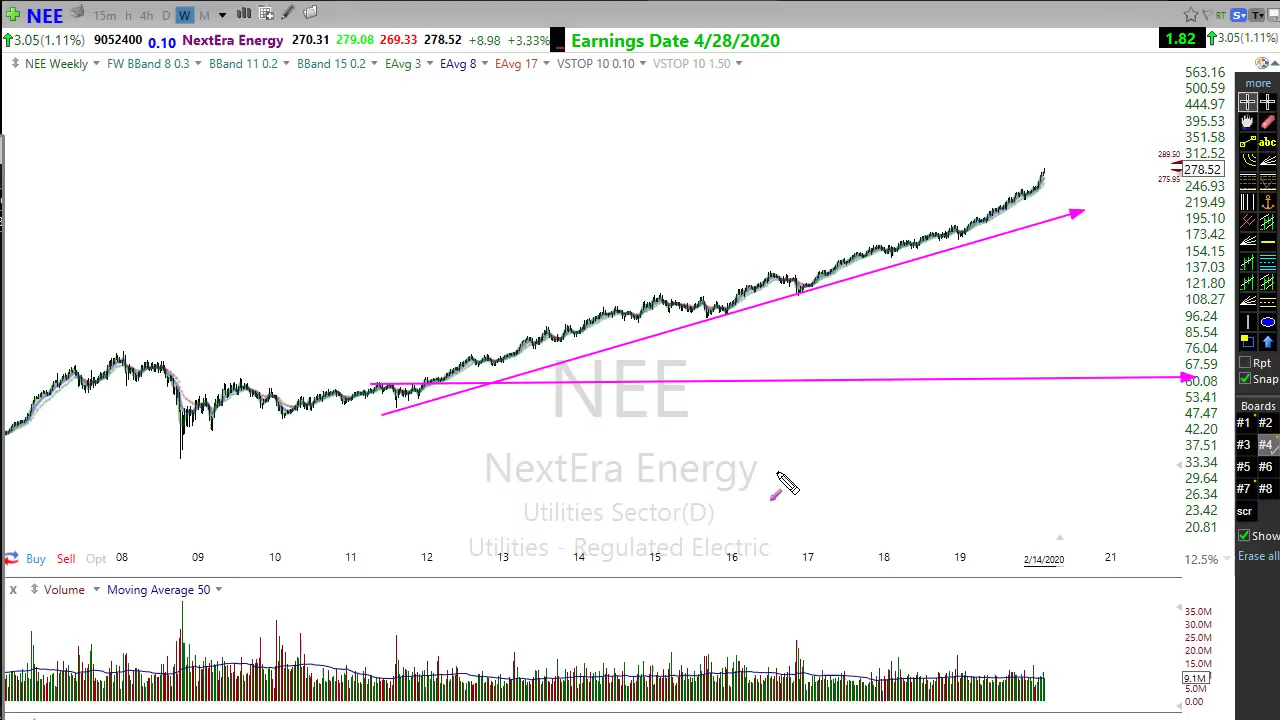 NEE 15m h 4h D W M RT S T
3.05(1.11%) 9052400 0.10 NextEra Energy 270.31 279.08 269.33 278.52 +8.98 +3.33% Earnings Date 4/28/2020 1.82 3.05(1.11%)
NEE Weekly FW BBand 8 0.3 BBand 11 0.2 BBand 15 0.2 EAvg 3 EAvg 8 EAvg 17 VSTOP 10 0.10 VSTOP 10 1.50
563.16
500.59
444.97
395.53
351.58
312.52
289.50
278.52
275.95
246.93
219.49
195.10
173.42
154.15
137.03
121.80
108.27
96.24
85.54
76.04
67.59
60.08
53.41
47.47
42.20
37.51
33.34
29.64
26.34
23.42
20.81
NEE
NextEra Energy
Utilities Sector(D)
Utilities - Regulated Electric
Buy Sell Opt 08 09 10 11 12 13 14 15 16 17 18 19 2/14/2020 21 12.5%
X Volume Moving Average 50
35.0M
30.0M
25.0M
20.0M
15.0M
9.1M
5.0M
0.00
more
abc
Rpt
Snap
Boards
#1 #2
#3 #4
#5 #6
#7 #8
scr
Show
Erase all